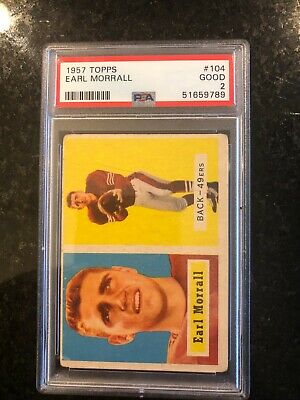 1957 TOPPS #104
EARL MORRALL GOOD
PSA 2
51659789
BACK - 49ERS
Earl Morrall